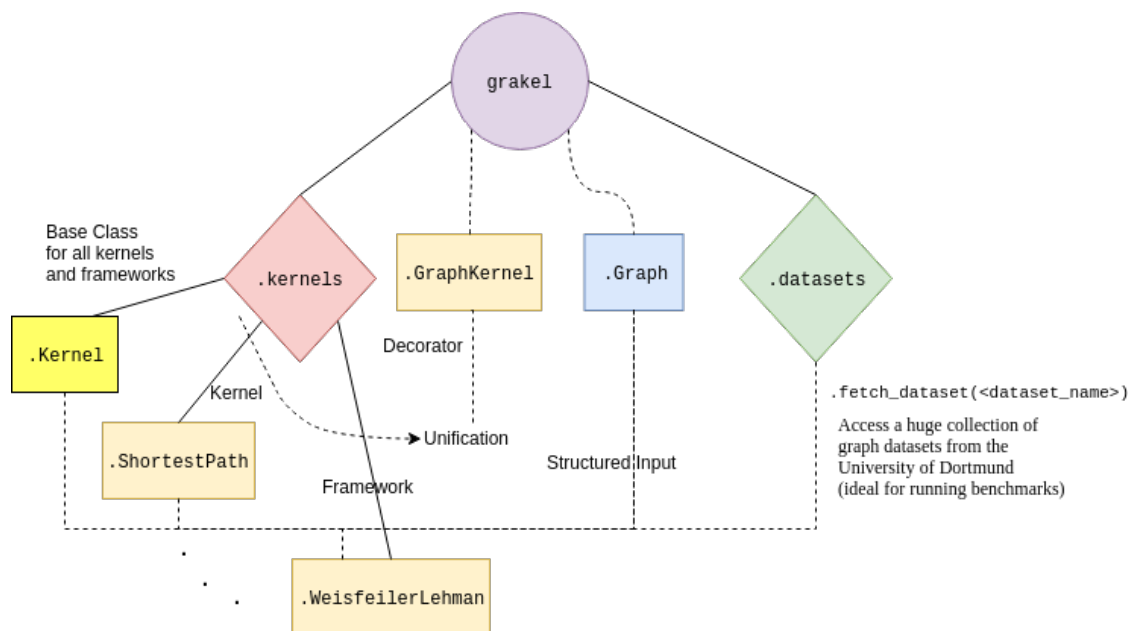 grakel
Base Class
for all kernels
and frameworks
.kernels
.GraphKernel
.Graph
.datasets
.Kernel
Decorator
Kernel
.fetch_dataset(<dataset_name>)
Unification
Access a huge collection of
graph datasets from the
University of Dortmund
(ideal for running benchmarks)
.ShortestPath
Structured Input
Framework
.WeisfeilerLehman